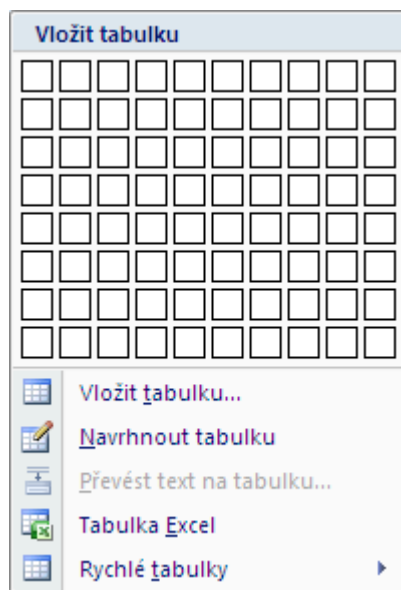 Vložit tabulku
Vložit tabulku...
Navrhnout tabulku
Převést text na tabulku...
Tabulka Excel
Rychlé tabulky